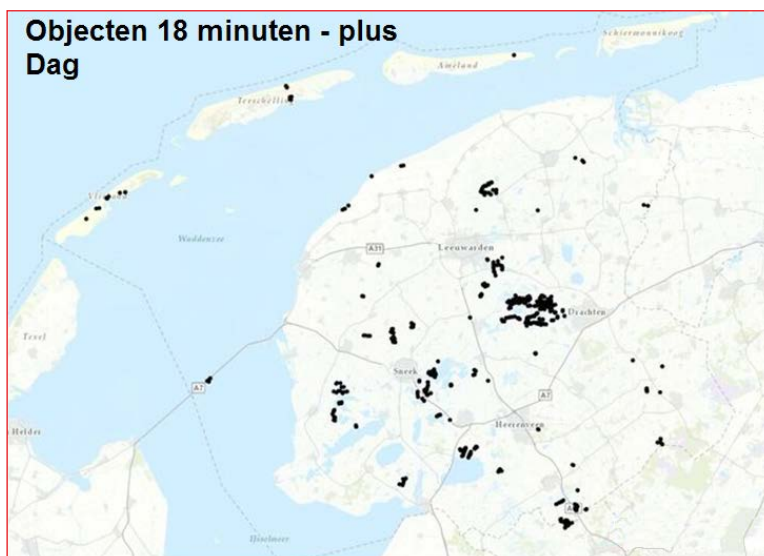 Objecten 18 minuten - plus
Dag
Schiermonnikoog
Ameland
Terschelling
Vlieland
Waddenzee
A31
Leeuwarden
Texel
Drachten
A7
Sneek
A7
Helder
Heerenveen
IJsselmeer